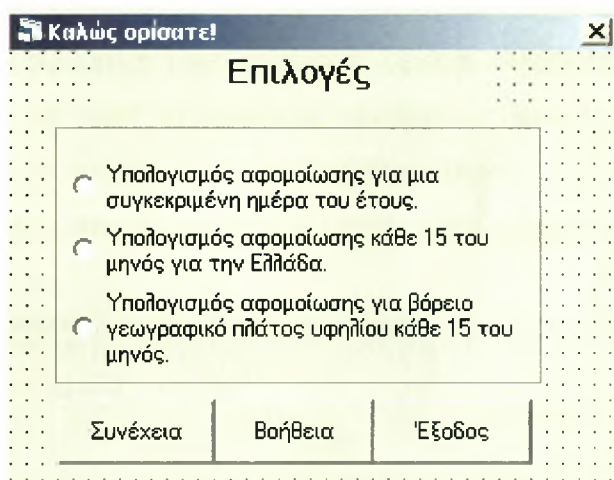 Καλώς ορίσατε!
Επιλογές
Υπολογισμός αφομοίωσης για μια
συγκεκριμένη ημέρα του έτους.
Υπολογισμός αφομοίωσης κάθε 15 του
μηνός για την Ελλάδα.
Υπολογισμός αφομοίωσης για βόρειο
γεωγραφικό πλάτος υφηλίου κάθε 15 του
μηνός.
Συνέχεια Βοήθεια Έξοδος